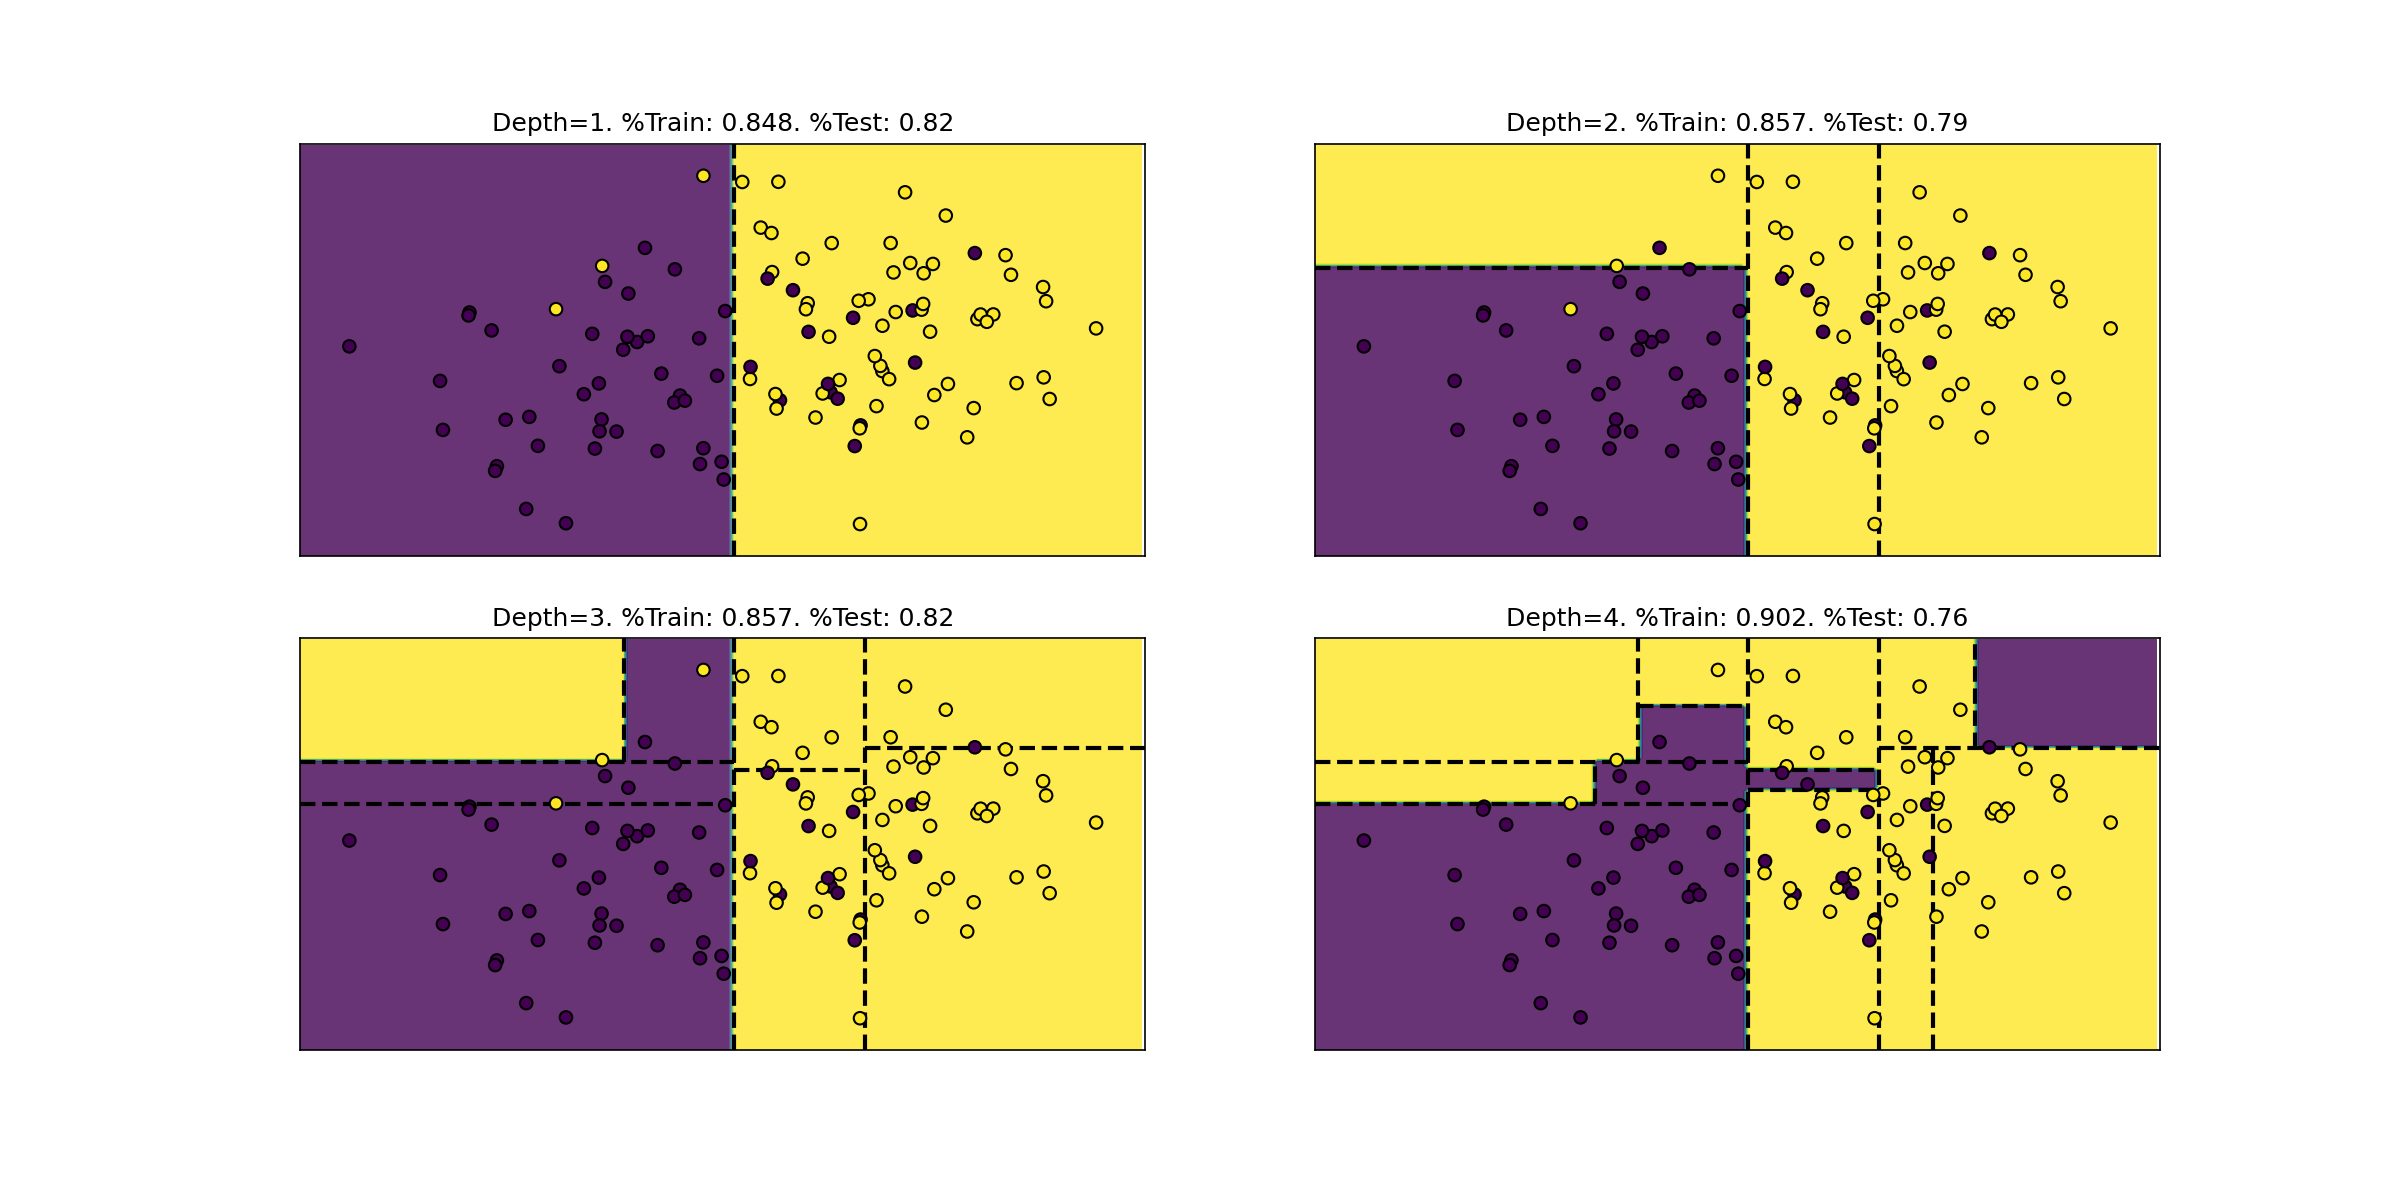 Depth=1. %Train: 0.848. %Test: 0.82
Depth=2. %Train: 0.857. %Test: 0.79
Depth=3. %Train: 0.857. %Test: 0.82
Depth=4. %Train: 0.902. %Test: 0.76